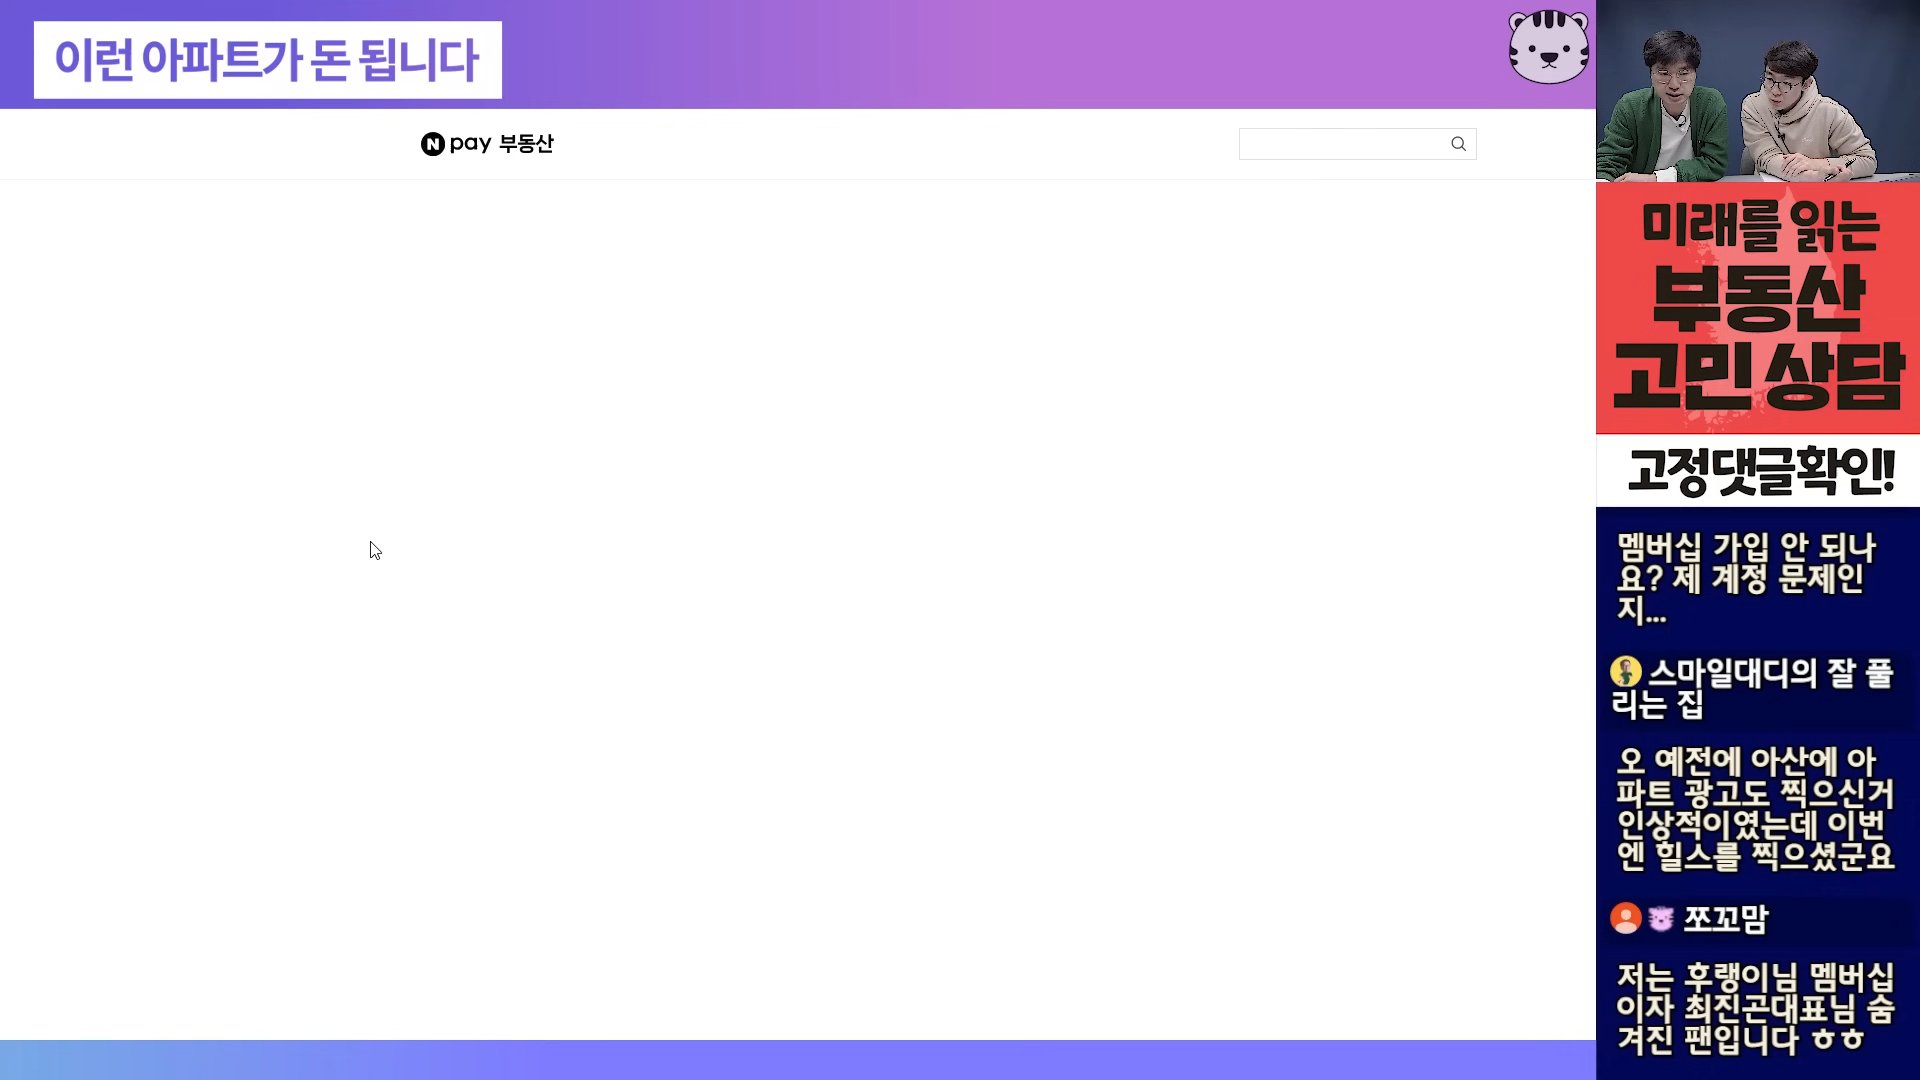 이런 아파트가 돈 됩니다
N pay 부동산
미래를 읽는
부동산
고민 상담
고정댓글확인!
멤버십 가입 안 되나
요? 제 계정 문제인
지...
스마일대디의 잘 풀
리는 집
오 예전에 아산에 아
파트 광고도 찍으신거
인상적이였는데 이번
엔 힐스를 찍으셨군요
쪼꼬맘
저는 후랭이님 멤버십
이자 최진곤대표님 숨
겨진 팬입니다 ㅎㅎ